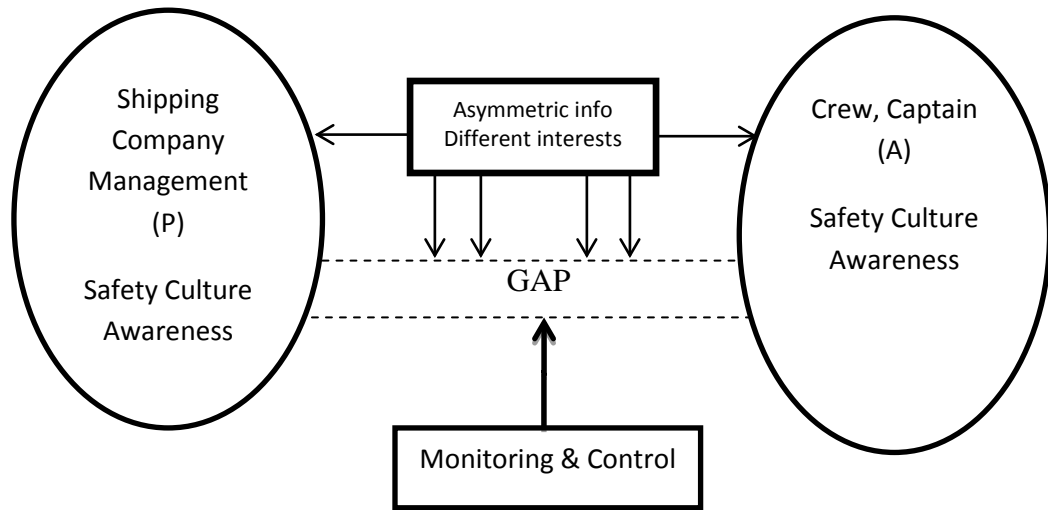 Shipping
Company
Management
(P)
Safety Culture
Awareness
Asymmetric info
Different interests
Crew, Captain
(A)
Safety Culture
Awareness
GAP
Monitoring & Control